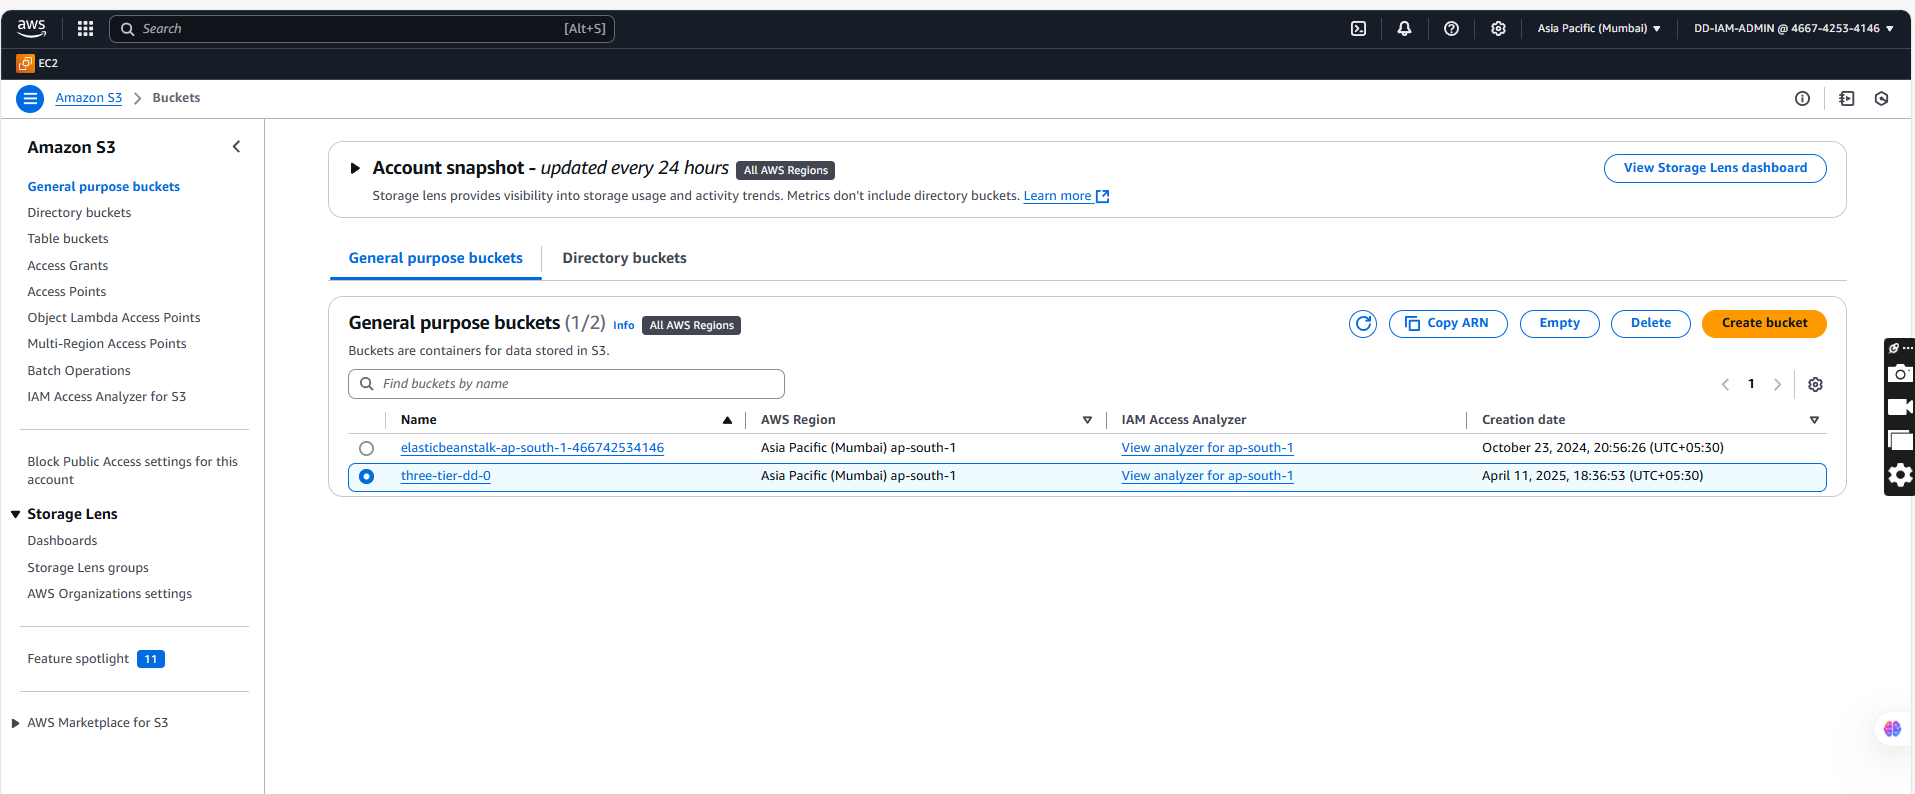 aws
Search [Alt+S]
Asia Pacific (Mumbai) DD-IAM-ADMIN @ 4667-4253-4146
EC2
Amazon S3 Buckets
Amazon S3
General purpose buckets
Directory buckets
Table buckets
Access Grants
Access Points
Object Lambda Access Points
Multi-Region Access Points
Batch Operations
IAM Access Analyzer for S3
Block Public Access settings for this
account
Storage Lens
Dashboards
Storage Lens groups
AWS Organizations settings
Feature spotlight 11
AWS Marketplace for S3
Account snapshot - updated every 24 hours All AWS Regions
View Storage Lens dashboard
Storage lens provides visibility into storage usage and activity trends. Metrics don't include directory buckets. Learn more
General purpose buckets Directory buckets
General purpose buckets (1/2) Info All AWS Regions
Copy ARN Empty Delete Create bucket
Buckets are containers for data stored in S3.
Find buckets by name
1
Name AWS Region IAM Access Analyzer Creation date
elasticbeanstalk-ap-south-1-466742534146 Asia Pacific (Mumbai) ap-south-1 View analyzer for ap-south-1 October 23, 2024, 20:56:26 (UTC+05:30)
three-tier-dd-0 Asia Pacific (Mumbai) ap-south-1 View analyzer for ap-south-1 April 11, 2025, 18:36:53 (UTC+05:30)